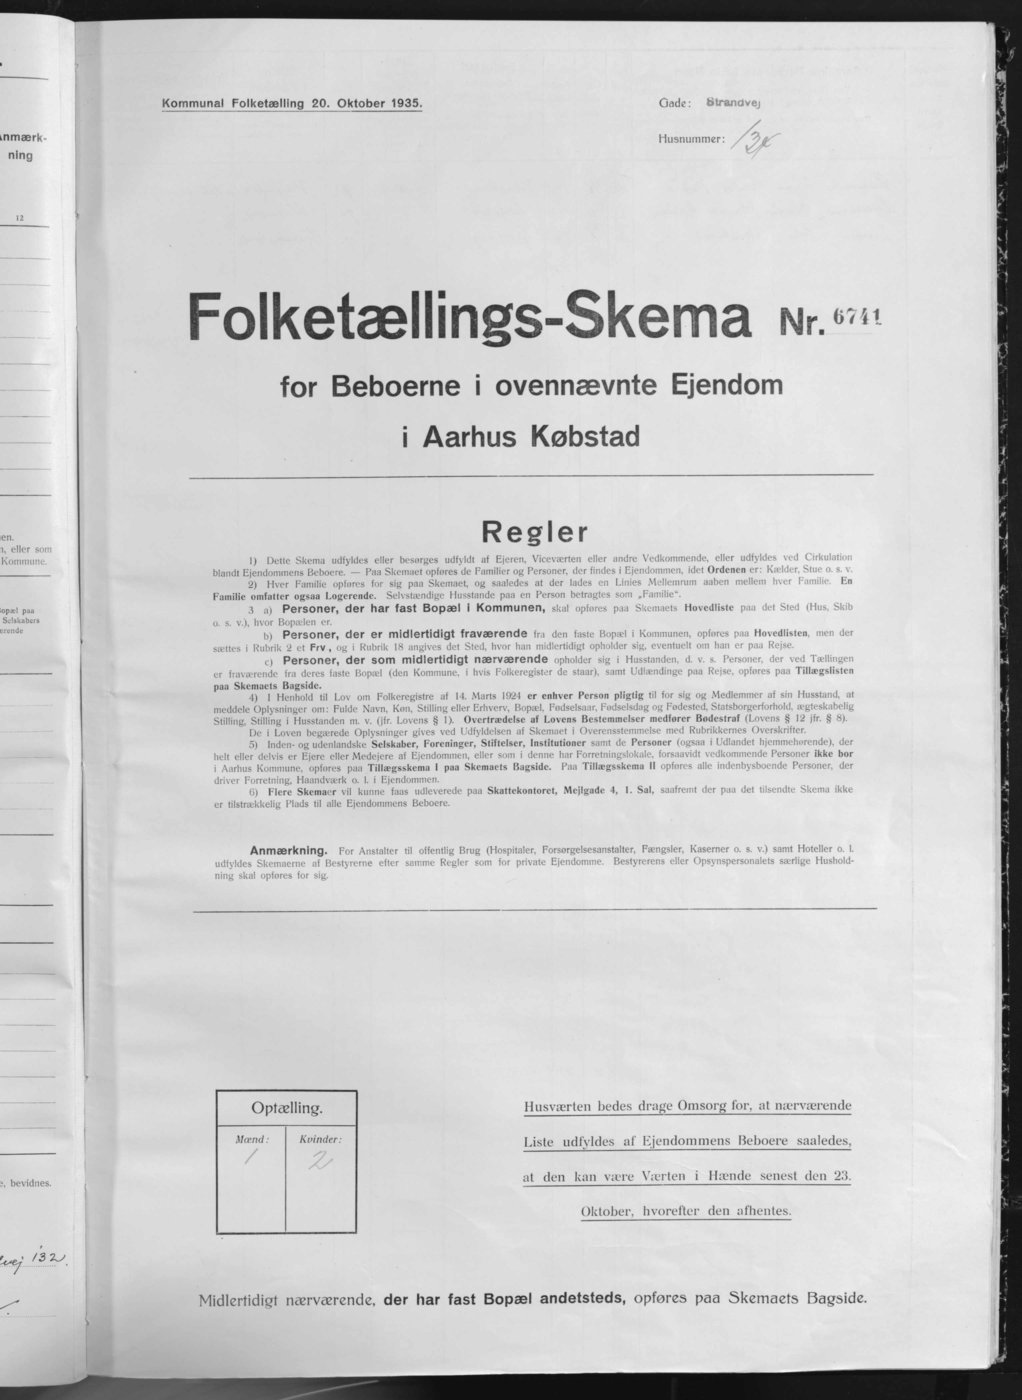 Anmærk-
ning
12
en.
, eller som
Kommune.
opæl paa
Selskabers
ærende
, bevidnes.
vej 132.
Kommunal Folketælling 20. Oktober 1935.
Gade: Strandvej
Husnummer:
Folketællings-Skema Nr. 6741
for Beboerne i ovennævnte Ejendom
i Aarhus Købstad
Regler
1) Dette Skema udfyldes eller besørges udfyldt af Ejeren, Viceværten eller andre Vedkommende, eller udfyldes ved Cirkulation
blandt Ejendommens Beboere. — Paa Skemaet opføres de Familier og Personer, der findes i Ejendommen, idet Ordenen er: Kælder, Stue o. s. v.
2) Hver Familie opføres for sig paa Skemaet, og saaledes at der lades en Linies Mellemrum aaben mellem hver Familie. En
Familie omfatter ogsaa Logerende. Selvstændige Husstande paa en Person betragtes som „Familie“.
3 a) Personer, der har fast Bopæl i Kommunen, skal opføres paa Skemaets Hovedliste paa det Sted (Hus, Skib
o. s. v.), hvor Bopælen er.
b) Personer, der er midlertidigt fraværende fra den faste Bopæl i Kommunen, opføres paa Hovedlisten, men der
sættes i Rubrik 2 et Frv, og i Rubrik 18 angives det Sted, hvor han midlertidigt opholder sig, eventuelt om han er paa Rejse.
c) Personer, der som midlertidigt nærværende opholder sig i Husstanden, d. v. s. Personer, der ved Tællingen
er fraværende fra deres faste Bopæl (den Kommune, i hvis Folkeregister de staar), samt Udlændinge paa Rejse, opføres paa Tillægslisten
paa Skemaets Bagside.
4) I Henhold til Lov om Folkeregistre af 14. Marts 1924 er enhver Person pligtig til for sig og Medlemmer af sin Husstand, at
meddele Oplysninger om: Fulde Navn, Køn, Stilling eller Erhverv, Bopæl, Fødselsaar, Fødselsdag og Fødested, Statsborgerforhold, ægteskabelig
Stilling, Stilling i Husstanden m. v. (jfr. Lovens § 1). Overtrædelse af Lovens Bestemmelser medfører Bødestraf (Lovens § 12 jfr. § 8).
De i Loven begærede Oplysninger gives ved Udfyldelsen af Skemaet i Overensstemmelse med Rubrikkernes Overskrifter.
5) Inden- og udenlandske Selskaber, Foreninger, Stiftelser, Institutioner samt de Personer (ogsaa i Udlandet hjemmehørende), der
helt eller delvis er Ejere eller Medejere af Ejendommen, eller som i denne har Forretningslokale, forsaavidt vedkommende Personer ikke bor
i Aarhus Kommune, opføres paa Tillægsskema I paa Skemaets Bagside. Paa Tillægsskema II opføres alle indenbysboende Personer, der
driver Forretning, Haandværk o. l. i Ejendommen.
6) Flere Skemaer vil kunne faas udleverede paa Skattekontoret, Mejlgade 4, 1. Sal, saafremt der paa det tilsendte Skema ikke
er tilstrækkelig Plads til alle Ejendommens Beboere.
Anmærkning. For Anstalter til offentlig Brug (Hospitaler, Forsørgelsesanstalter, Fængsler, Kaserner o. s. v.) samt Hoteller o. l.
udfyldes Skemaerne af Bestyrerne efter samme Regler som for private Ejendomme. Bestyrerens eller Opsynspersonalets særlige Hushold-
ning skal opføres for sig.
Optælling.
Mænd: Kvinder:
1 2
Husværten bedes drage Omsorg for, at nærværende
Liste udfyldes af Ejendommens Beboere saaledes,
at den kan være Værten i Hænde senest den 23.
Oktober, hvorefter den afhentes.
Midlertidigt nærværende, der har fast Bopæl andetsteds, opføres paa Skemaets Bagside.